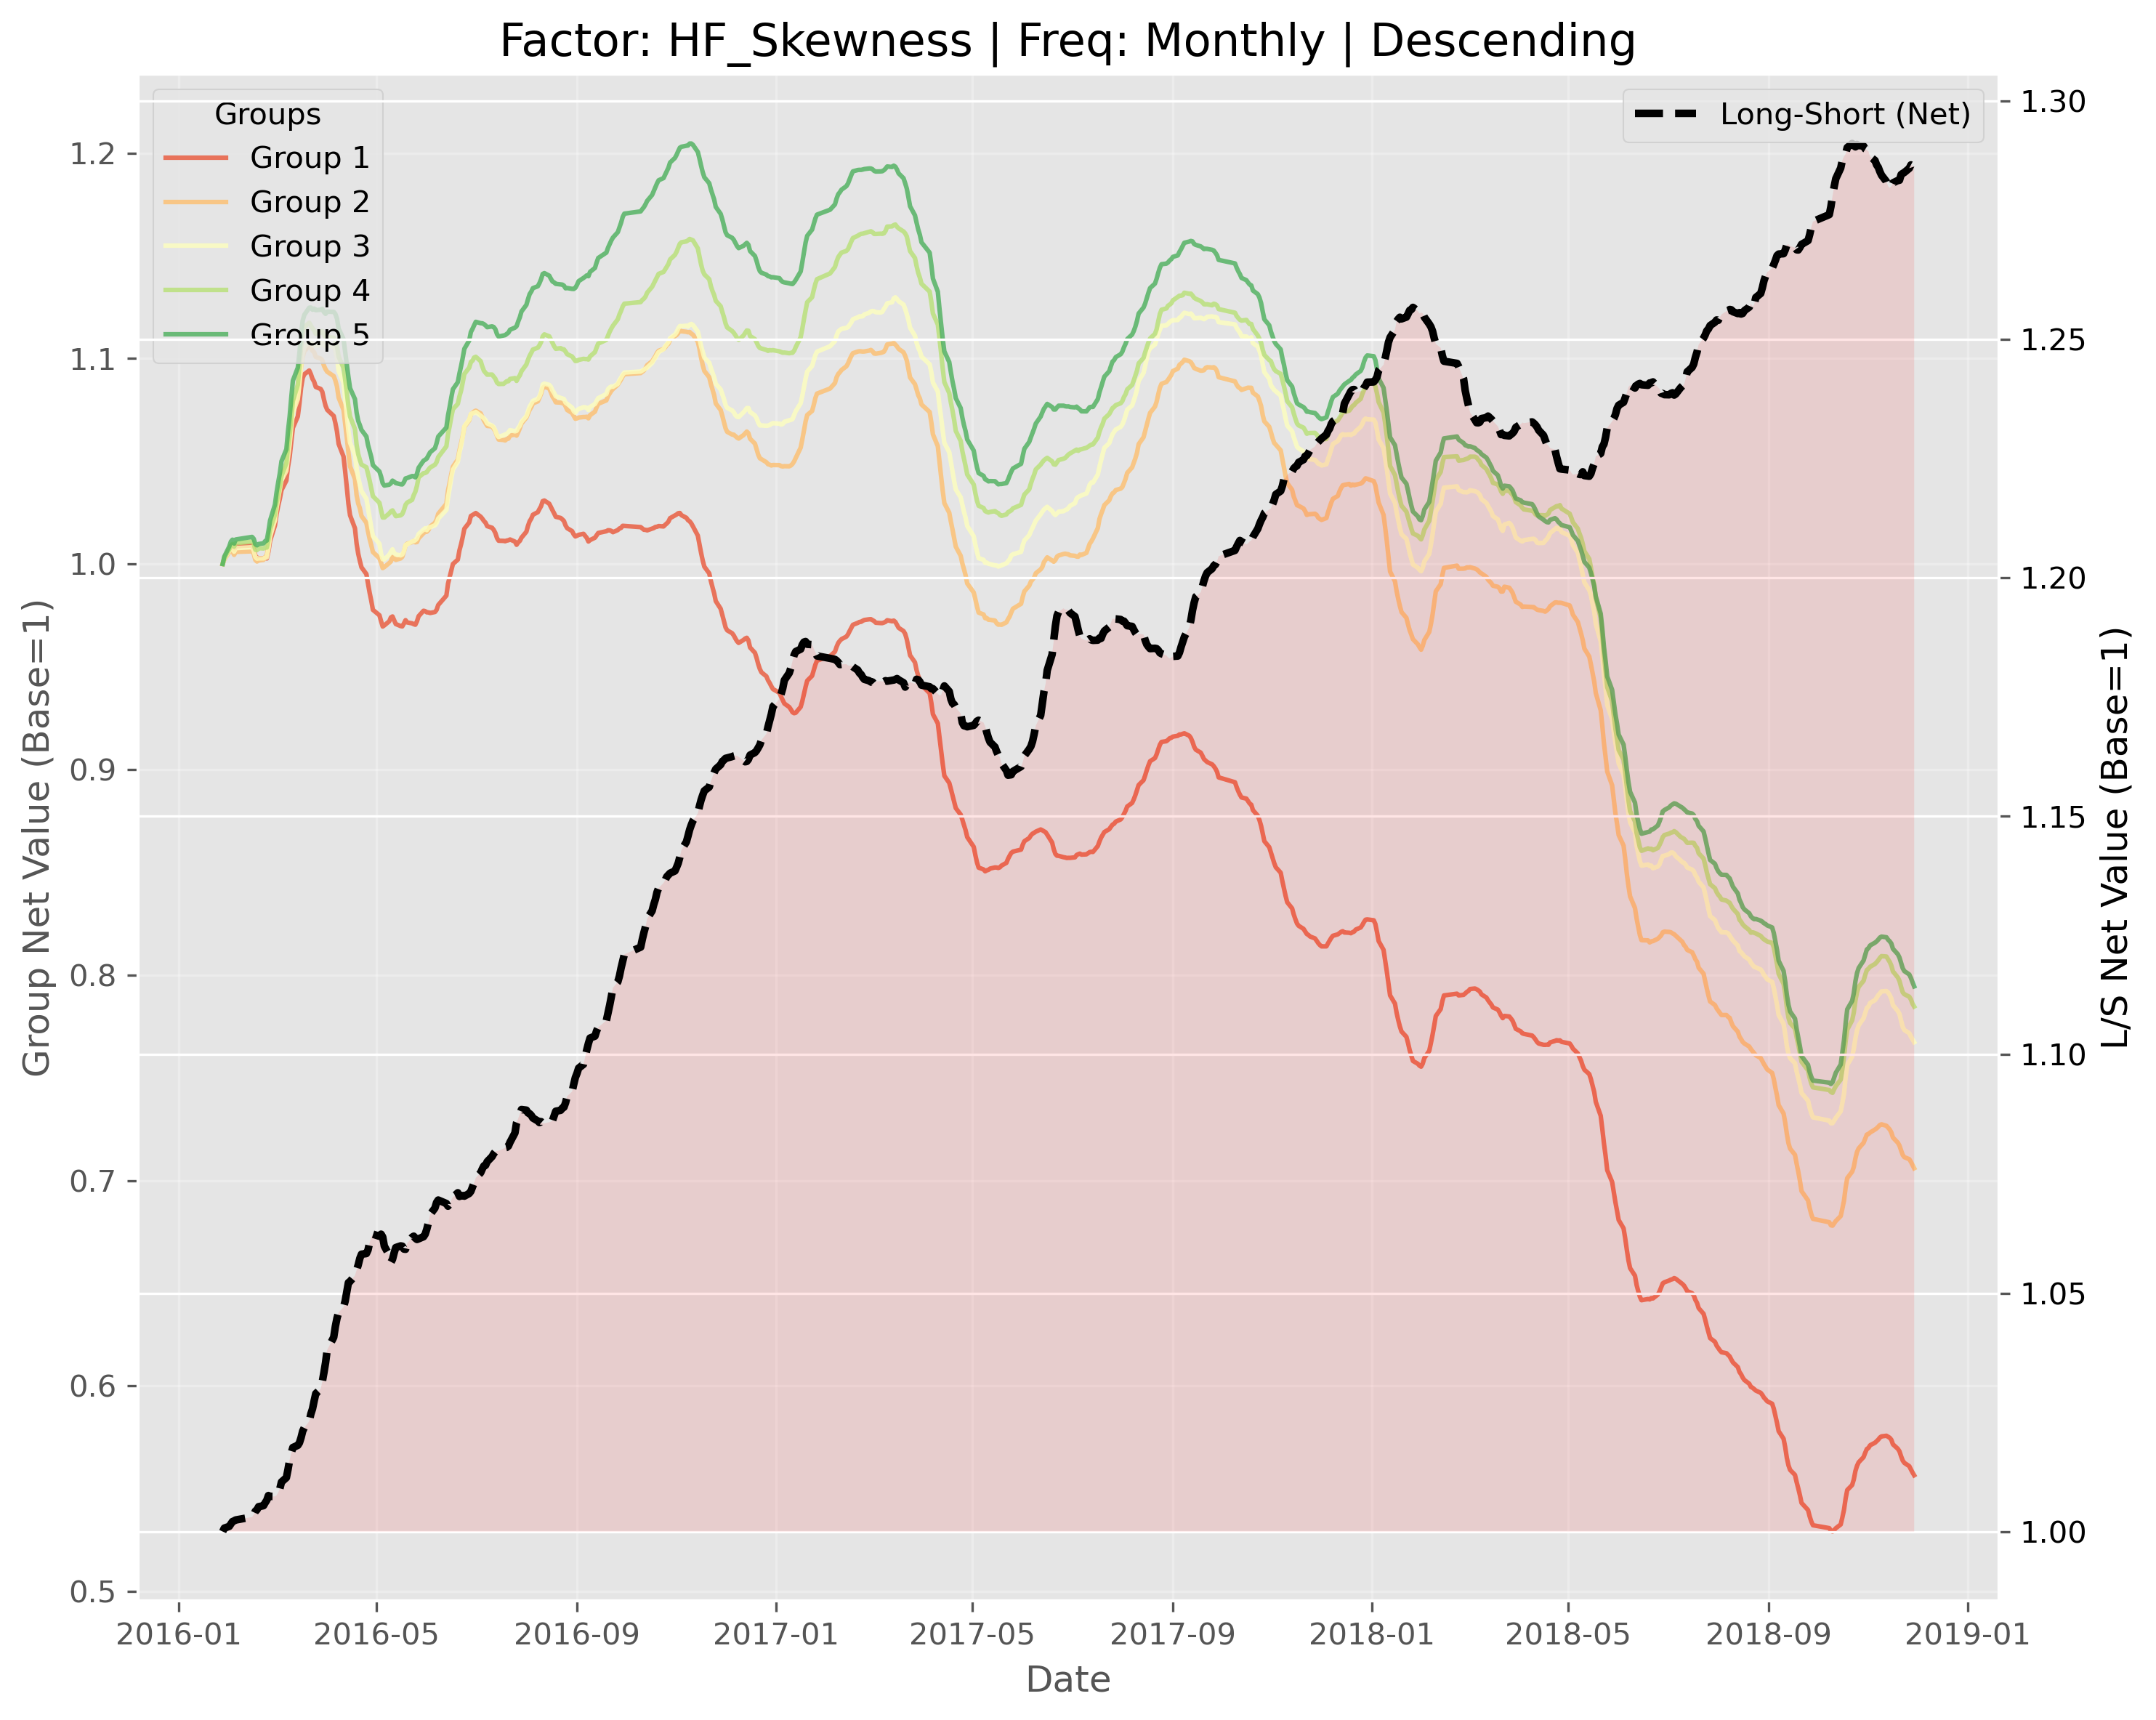 Factor: HF_Skewness | Freq: Monthly | Descending
Groups
Group 1
Group 2
Group 3
Group 4
Group 5
Long-Short (Net)
Group Net Value (Base=1)
1.2
1.1
1.0
0.9
0.8
0.7
0.6
0.5
L/S Net Value (Base=1)
1.30
1.25
1.20
1.15
1.10
1.05
1.00
2016-01 2016-05 2016-09 2017-01 2017-05 2017-09 2018-01 2018-05 2018-09 2019-01
Date